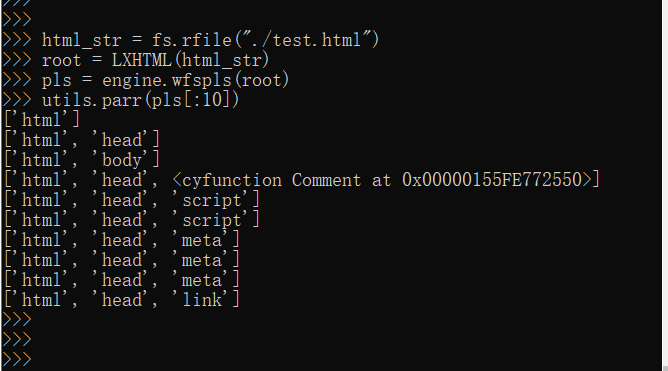 >>>
>>>
>>> html_str = fs.rfile("./test.html")
>>> root = LXHTML(html_str)
>>> pls = engine.wfspls(root)
>>> utils.parr(pls[:10])
['html']
['html', 'head']
['html', 'body']
['html', 'head', <cyfunction Comment at 0x00000155FE772550>]
['html', 'head', 'script']
['html', 'head', 'script']
['html', 'head', 'meta']
['html', 'head', 'meta']
['html', 'head', 'meta']
['html', 'head', 'link']
>>>
>>>
>>>